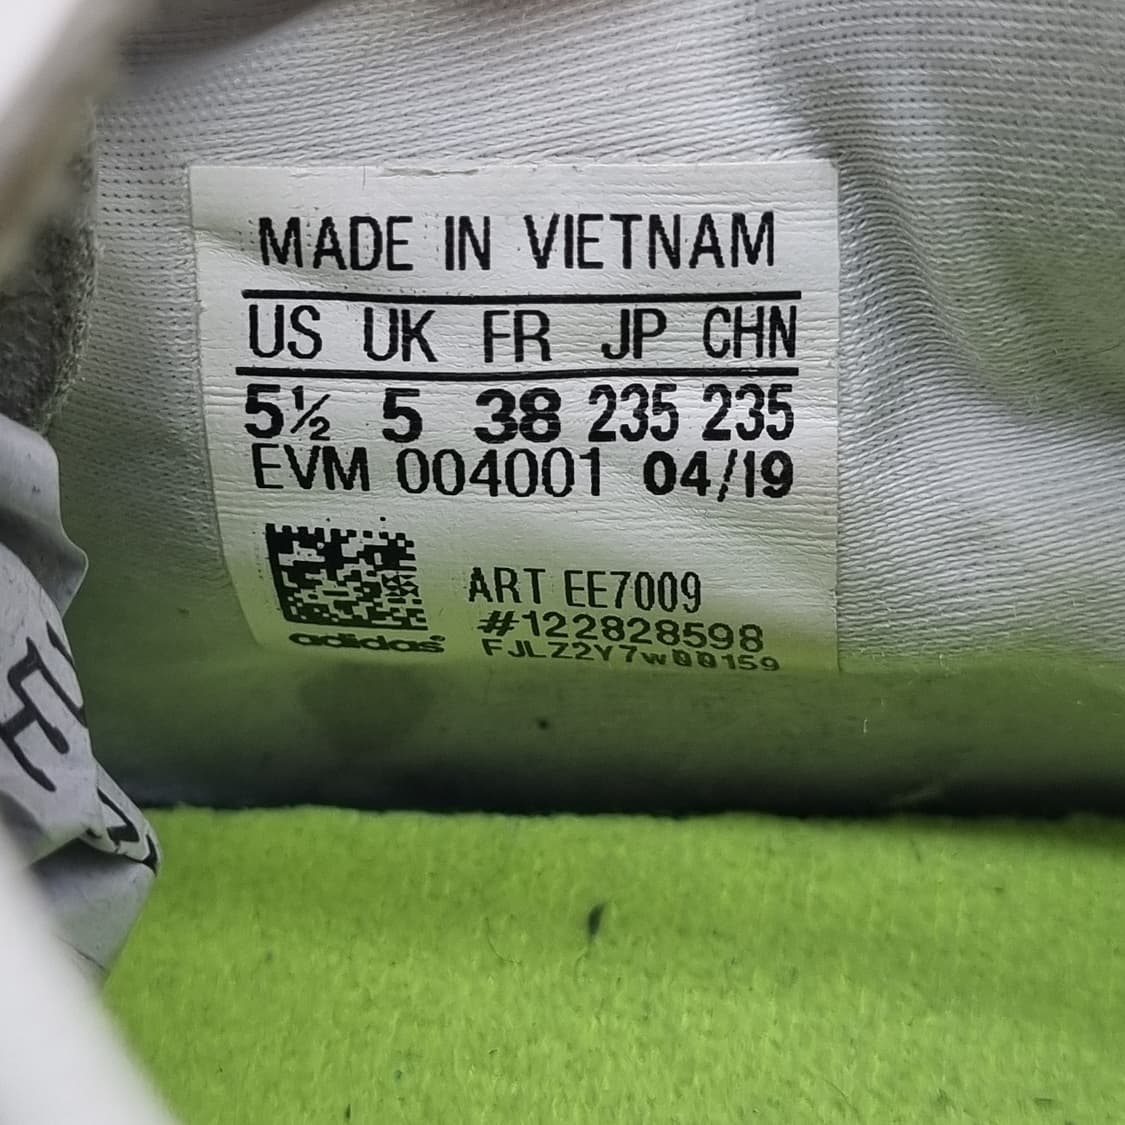 MADE IN VIETNAM
US UK FR JP CHN
5½ 5 38 235 235
EVM 004001 04/19
ART EE7009
#122828598
adidas FJLZ2Y7W00159